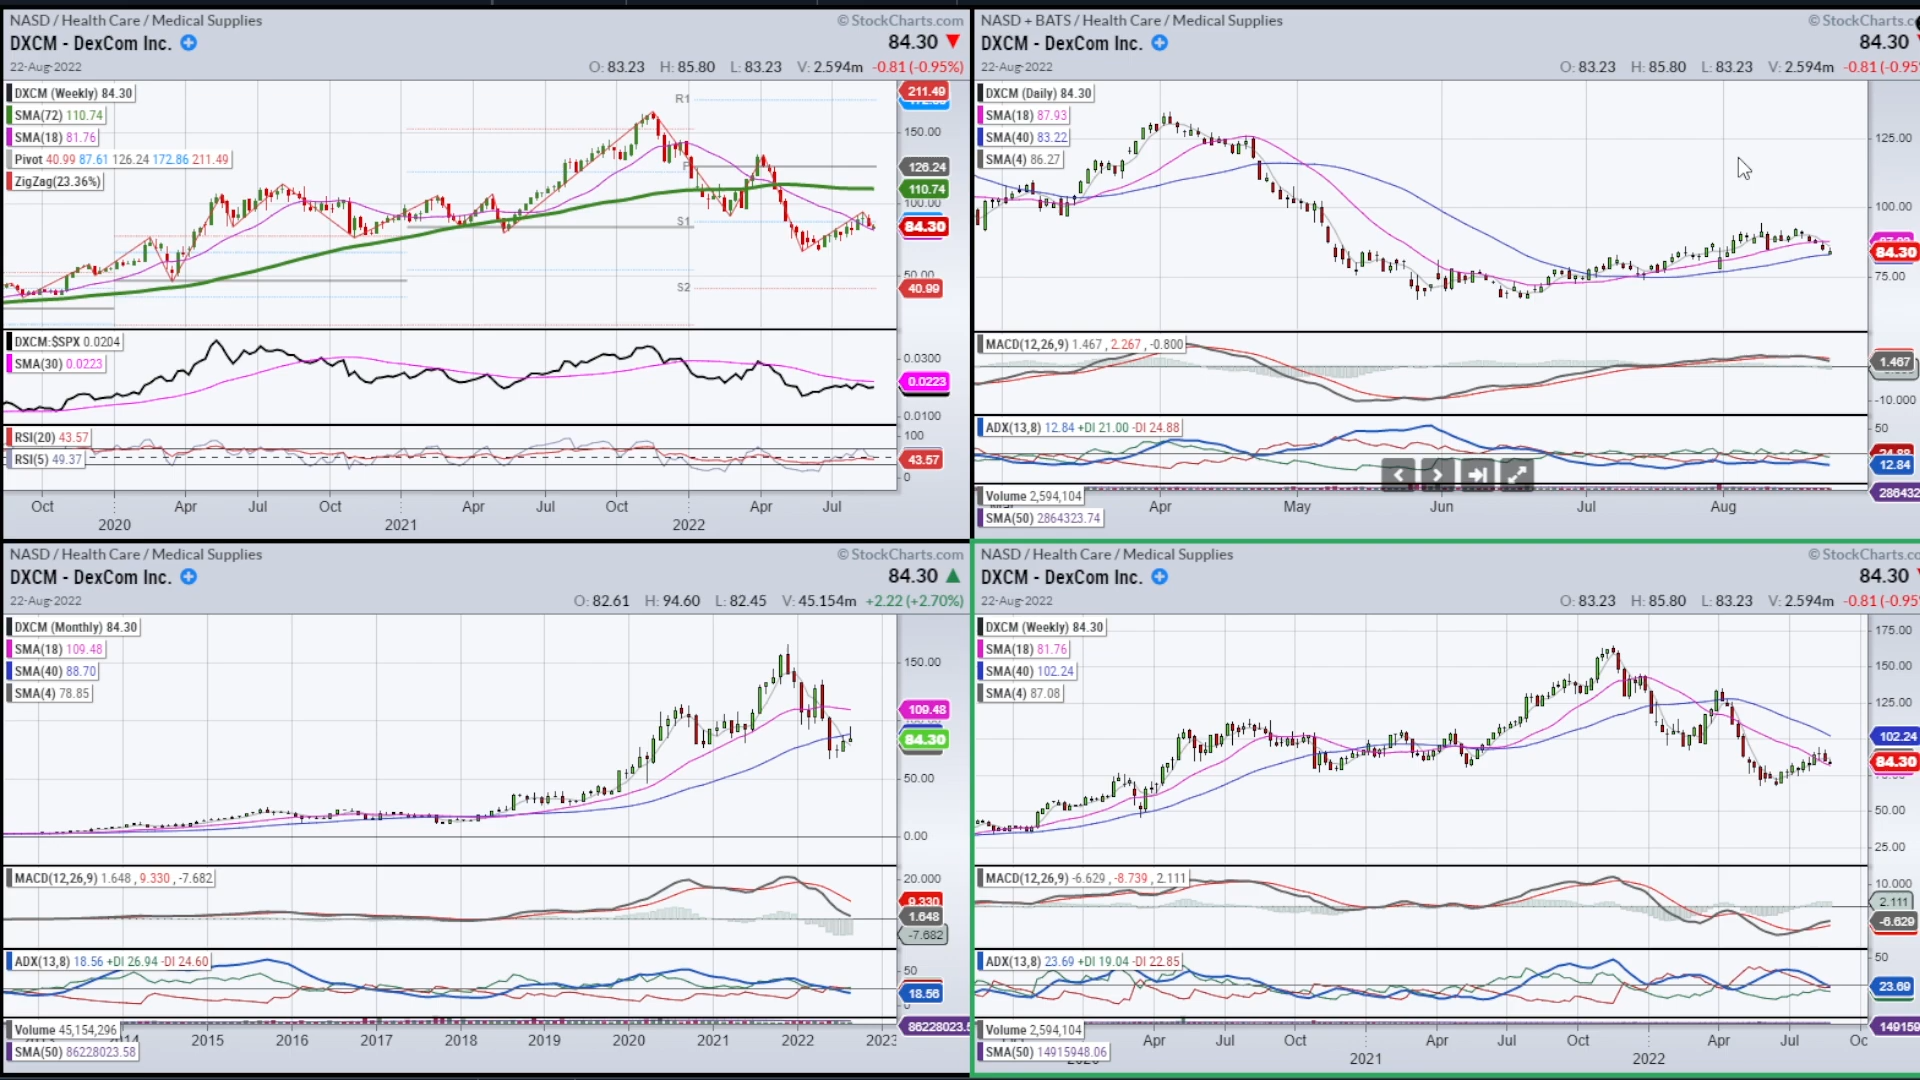 NASD / Health Care / Medical Supplies
© StockCharts.com
DXCM - DexCom Inc.
84.30
22-Aug-2022
O: 83.23 H: 85.80 L: 83.23 V: 2.594m -0.81 (-0.95%)
DXCM (Weekly) 84.30
SMA(72) 110.74
SMA(18) 81.76
Pivot 40.99 87.61 126.24 172.86 211.49
ZigZag(23.36%)
R1
P
S1
S2
211.49
150.00
126.24
110.74
100.00
84.30
50.00
40.99
DXCM:$SPX 0.0204
SMA(30) 0.0223
0.0300
0.0223
0.0100
RSI(20) 43.57
RSI(5) 49.37
100
43.57
0
Oct Apr Jul Oct Apr Jul Oct Apr Jul
2020 2021 2022
NASD + BATS / Health Care / Medical Supplies
© StockCharts.c
DXCM - DexCom Inc.
84.30
22-Aug-2022
O: 83.23 H: 85.80 L: 83.23 V: 2.594m -0.81 (-0.95
DXCM (Daily) 84.30
SMA(18) 87.93
SMA(40) 83.22
SMA(4) 86.27
125.00
100.00
84.30
75.00
MACD(12,26,9) 1.467, 2.267, -0.800
1.467
-10.000
ADX(13,8) 12.84 +DI 21.00 -DI 24.88
50
24.88
12.84
Volume 2,594,104
SMA(50) 2864323.74
286432
Apr May Jun Jul Aug
NASD / Health Care / Medical Supplies
© StockCharts.com
DXCM - DexCom Inc.
84.30
22-Aug-2022
O: 82.61 H: 94.60 L: 82.45 V: 45.154m +2.22 (+2.70%)
DXCM (Monthly) 84.30
SMA(18) 109.48
SMA(40) 88.70
SMA(4) 78.85
150.00
109.48
84.30
50.00
0.00
MACD(12,26,9) 1.648, 9.330, -7.682
20.000
9.330
1.648
-7.682
ADX(13,8) 18.56 +DI 26.94 -DI 24.60
50
18.56
0
Volume 45,154,296
SMA(50) 86228023.58
86228023.5
2015 2016 2017 2018 2019 2020 2021 2022 2023
NASD / Health Care / Medical Supplies
© StockCharts.co
DXCM - DexCom Inc.
84.30
22-Aug-2022
O: 83.23 H: 85.80 L: 83.23 V: 2.594m -0.81 (-0.95
DXCM (Weekly) 84.30
SMA(18) 81.76
SMA(40) 102.24
SMA(4) 87.08
175.00
150.00
125.00
102.24
84.30
50.00
25.00
MACD(12,26,9) -6.629, -8.739, 2.111
10.000
2.111
-6.629
ADX(13,8) 23.69 +DI 19.04 -DI 22.85
50
23.69
Volume 2,594,104
SMA(50) 14915948.06
149159
Apr Jul Oct Apr Jul Oct Apr Jul Oc
2021 2022